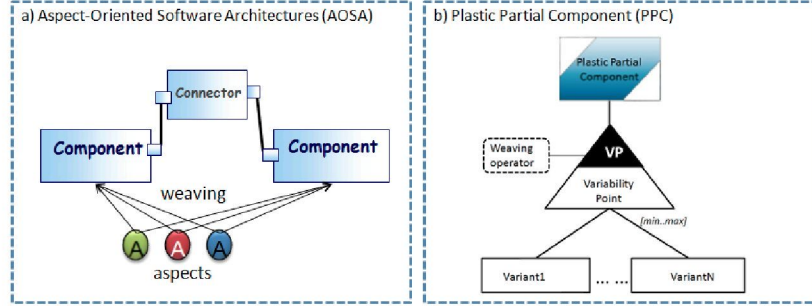 a) Aspect-Oriented Software Architectures (AOSA)
Connector
Component
Component
weaving
A
A
A
aspects
b) Plastic Partial Component (PPC)
Plastic Partial
Component
Weaving
operator
VP
Variability
Point
[min..max]
Variant1
... ...
VariantN